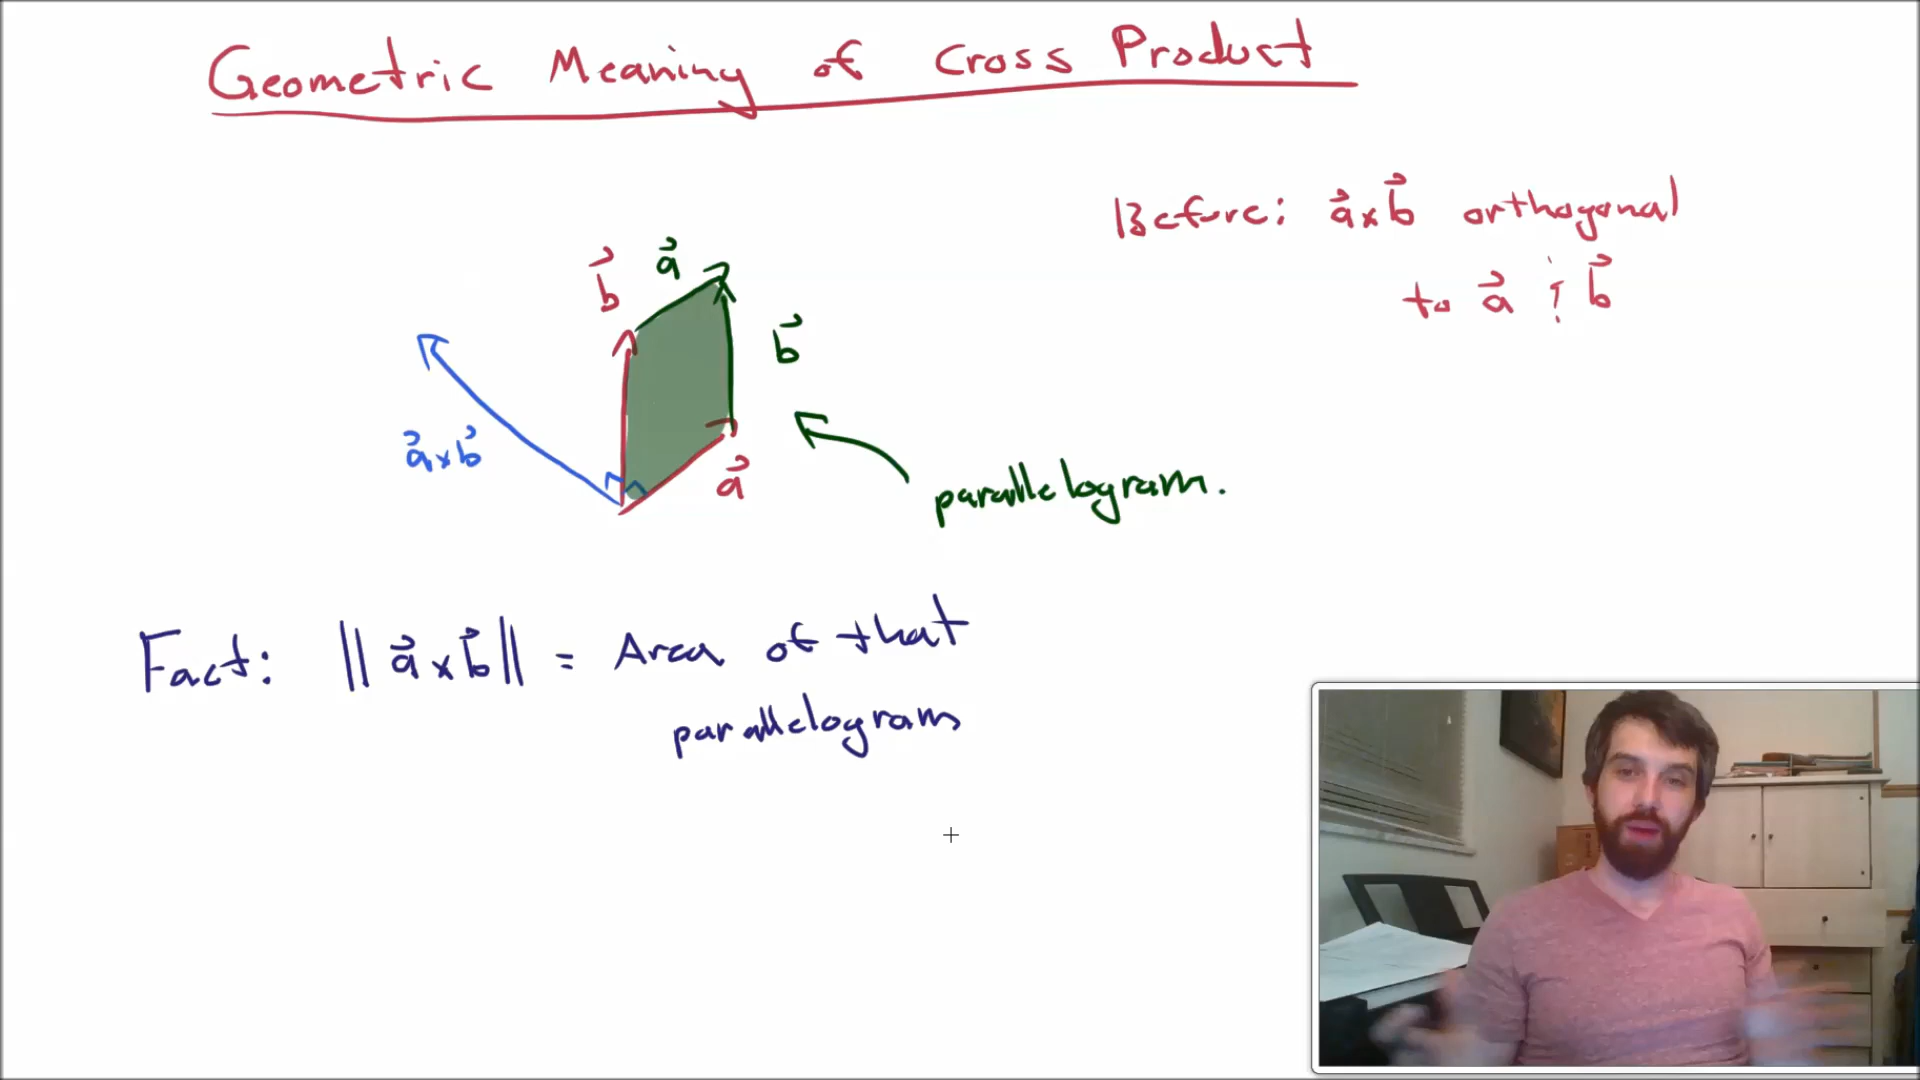 Geometric Meaning of Cross Product
Before: a⃗ x b⃗ orthogonal
to a⃗ & b⃗
b⃗
a⃗
b⃗
a⃗ x b⃗
a⃗
parallelogram.
Fact: ‖a⃗ x b⃗‖ = Area of that
parallelogram